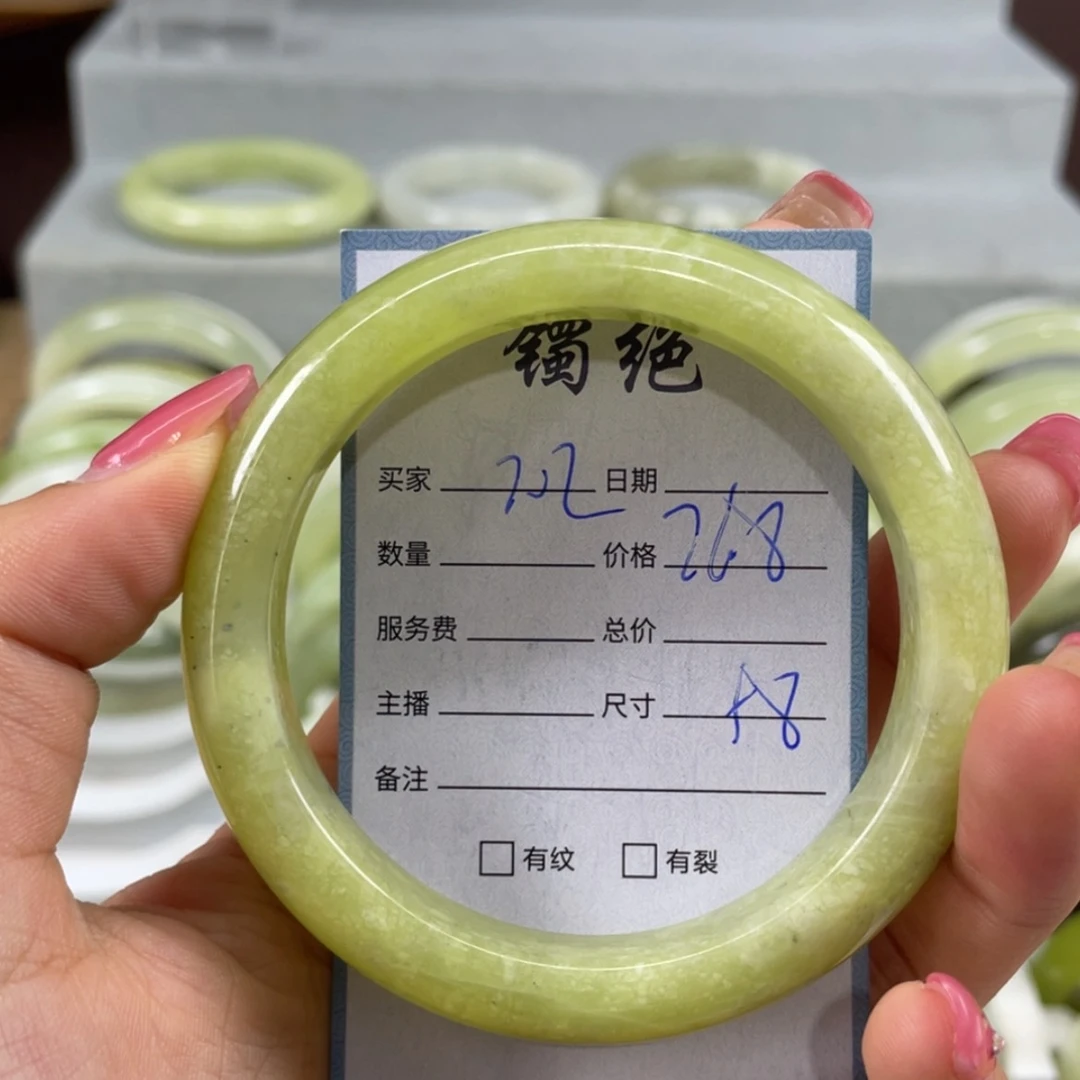 镯绝
买家 日期
数量 价格 268
服务费 总价
主播 尺寸 58
备注
□有纹 □有裂